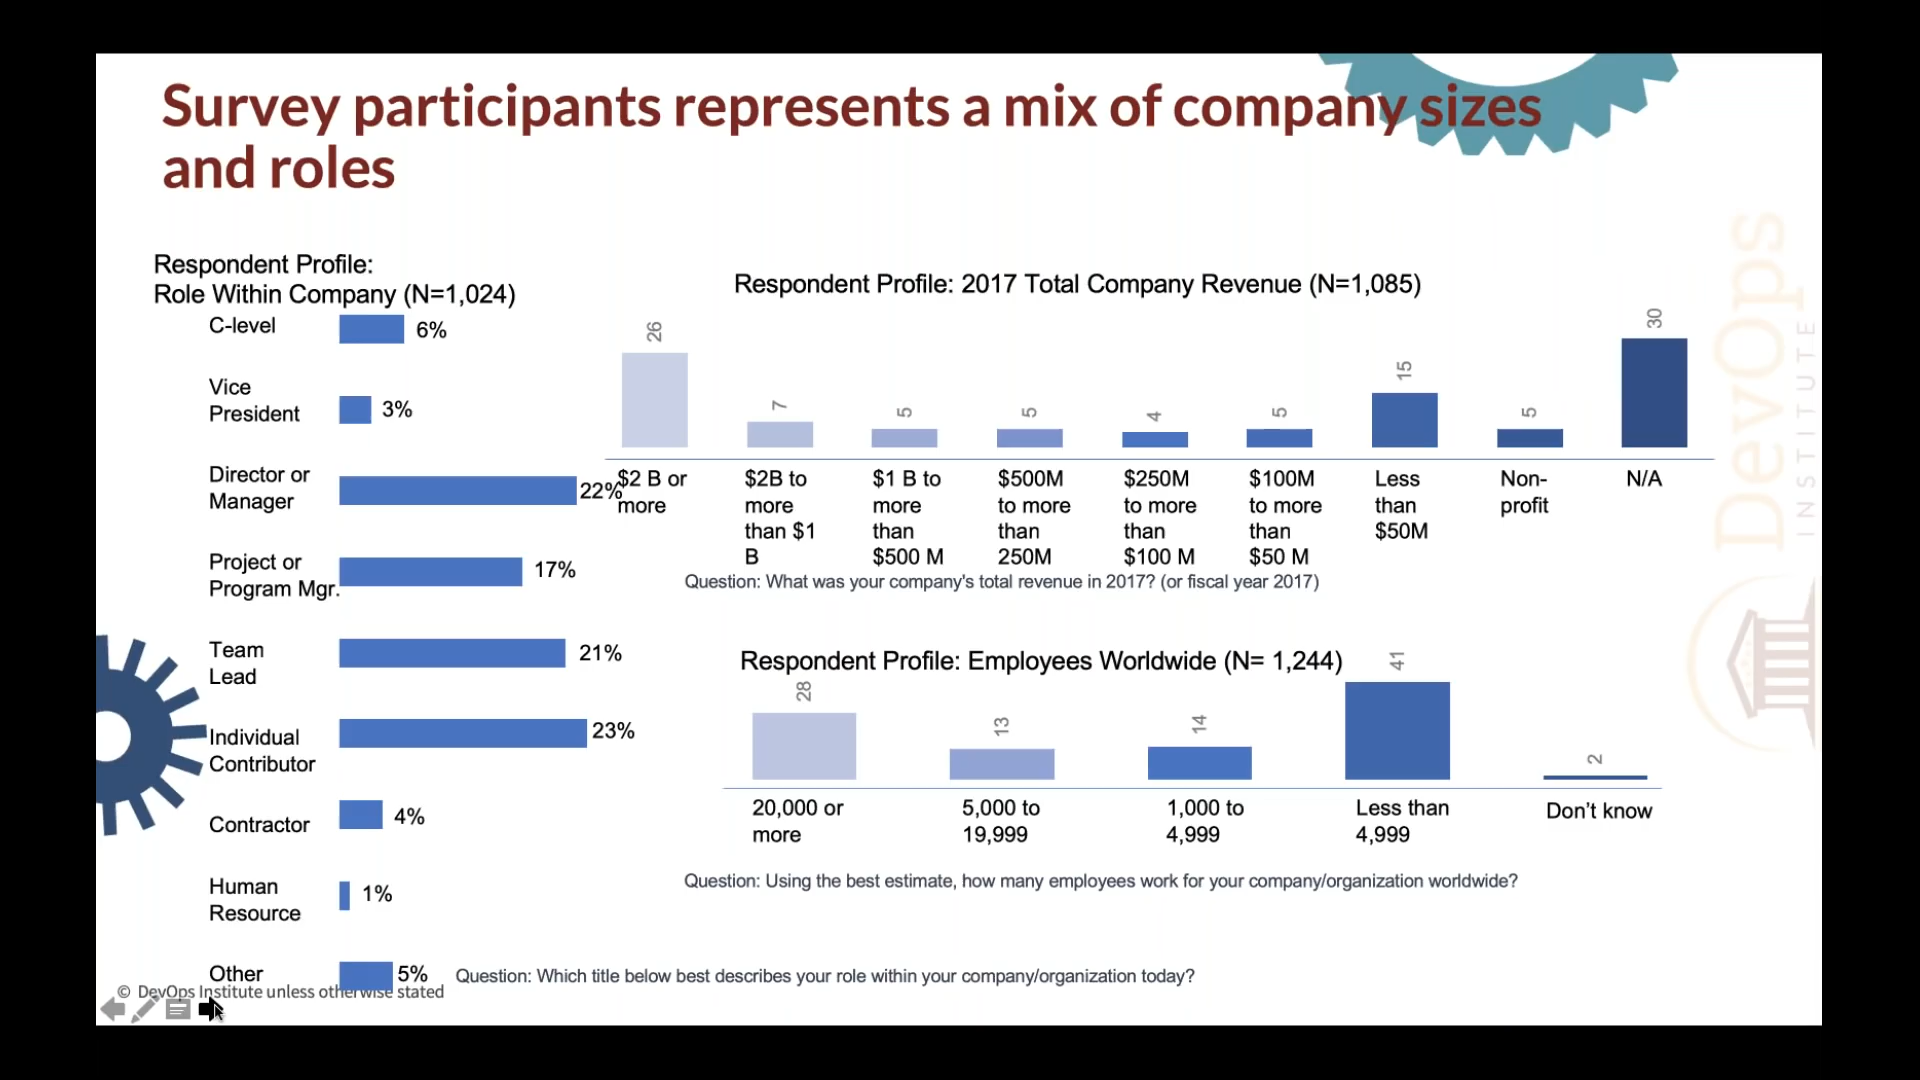 Survey participants represents a mix of company sizes
and roles
Respondent Profile:
Role Within Company (N=1,024)
C-level
6%
Vice
President
3%
Director or
Manager
22%
Project or
Program Mgr.
17%
Team
Lead
21%
Individual
Contributor
23%
Contractor
4%
Human
Resource
1%
Other
5%
Question: Which title below best describes your role within your company/organization today?
Respondent Profile: 2017 Total Company Revenue (N=1,085)
26
7
5
5
4
5
15
5
30
$2 B or
more
$2B to
more
than $1
B
$1 B to
more
than
$500 M
$500M
to more
than
250M
$250M
to more
than
$100 M
$100M
to more
than
$50 M
Less
than
$50M
Non-
profit
N/A
Question: What was your company's total revenue in 2017? (or fiscal year 2017)
Respondent Profile: Employees Worldwide (N= 1,244)
28
13
14
41
2
20,000 or
more
5,000 to
19,999
1,000 to
4,999
Less than
4,999
Don't know
Question: Using the best estimate, how many employees work for your company/organization worldwide?
© DevOps Institute unless otherwise stated
DevOps
INSTITUTE